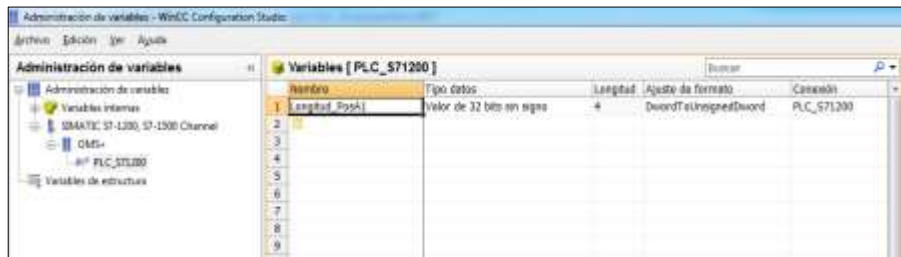 Administración de variables - WinCC Configuration Studio
Archivo Edición Ver Ayuda
Administración de variables
Variables [ PLC_S71200 ]
Buscar
Administración de variables
Variables internas
SIMATIC S7-1200, S7-1500 Channel
OMS+
PLC_S71200
Variables de estructura
Nombre Tipo datos Longitud Ajuste de formato Conexión
1 Longitud_PosA1 Valor de 32 bits sin signo 4 DwordToUnsignedDword PLC_S71200
2
3
4
5
6
7
8
9